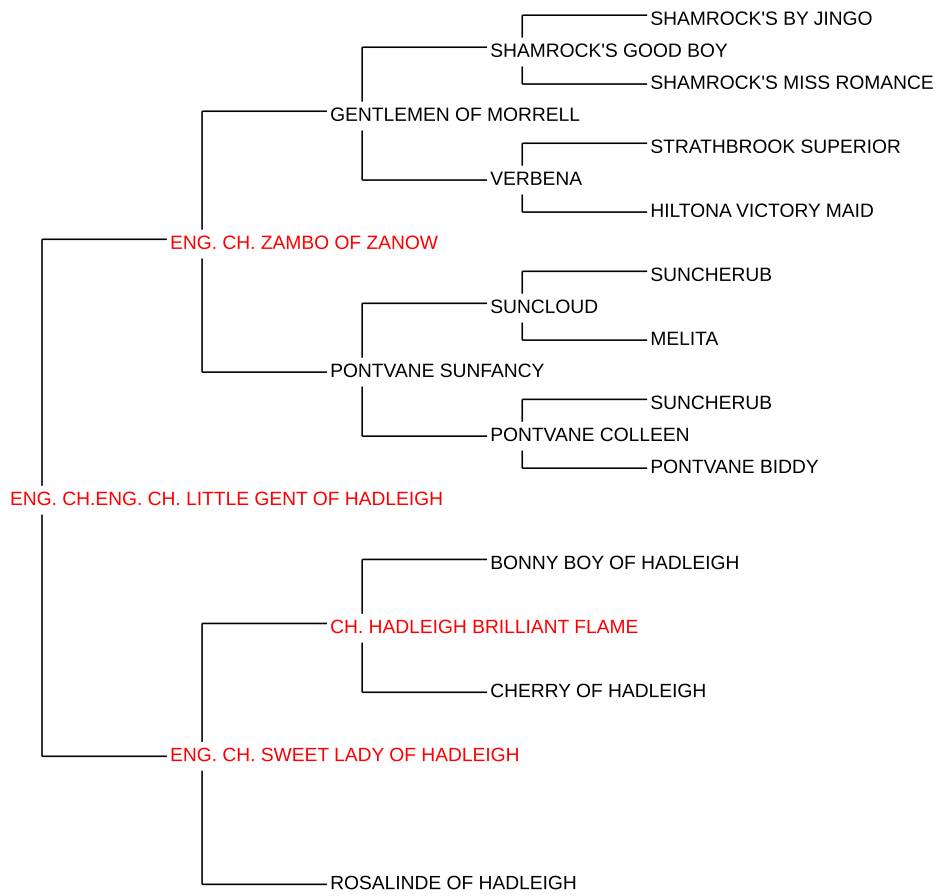 SHAMROCK'S BY JINGO
SHAMROCK'S GOOD BOY
SHAMROCK'S MISS ROMANCE
GENTLEMEN OF MORRELL
STRATHBROOK SUPERIOR
VERBENA
HILTONA VICTORY MAID
ENG. CH. ZAMBO OF ZANOW
SUNCHERUB
SUNCLOUD
MELITA
PONTVANE SUNFANCY
SUNCHERUB
PONTVANE COLLEEN
PONTVANE BIDDY
ENG. CH.ENG. CH. LITTLE GENT OF HADLEIGH
BONNY BOY OF HADLEIGH
CH. HADLEIGH BRILLIANT FLAME
CHERRY OF HADLEIGH
ENG. CH. SWEET LADY OF HADLEIGH
ROSALINDE OF HADLEIGH